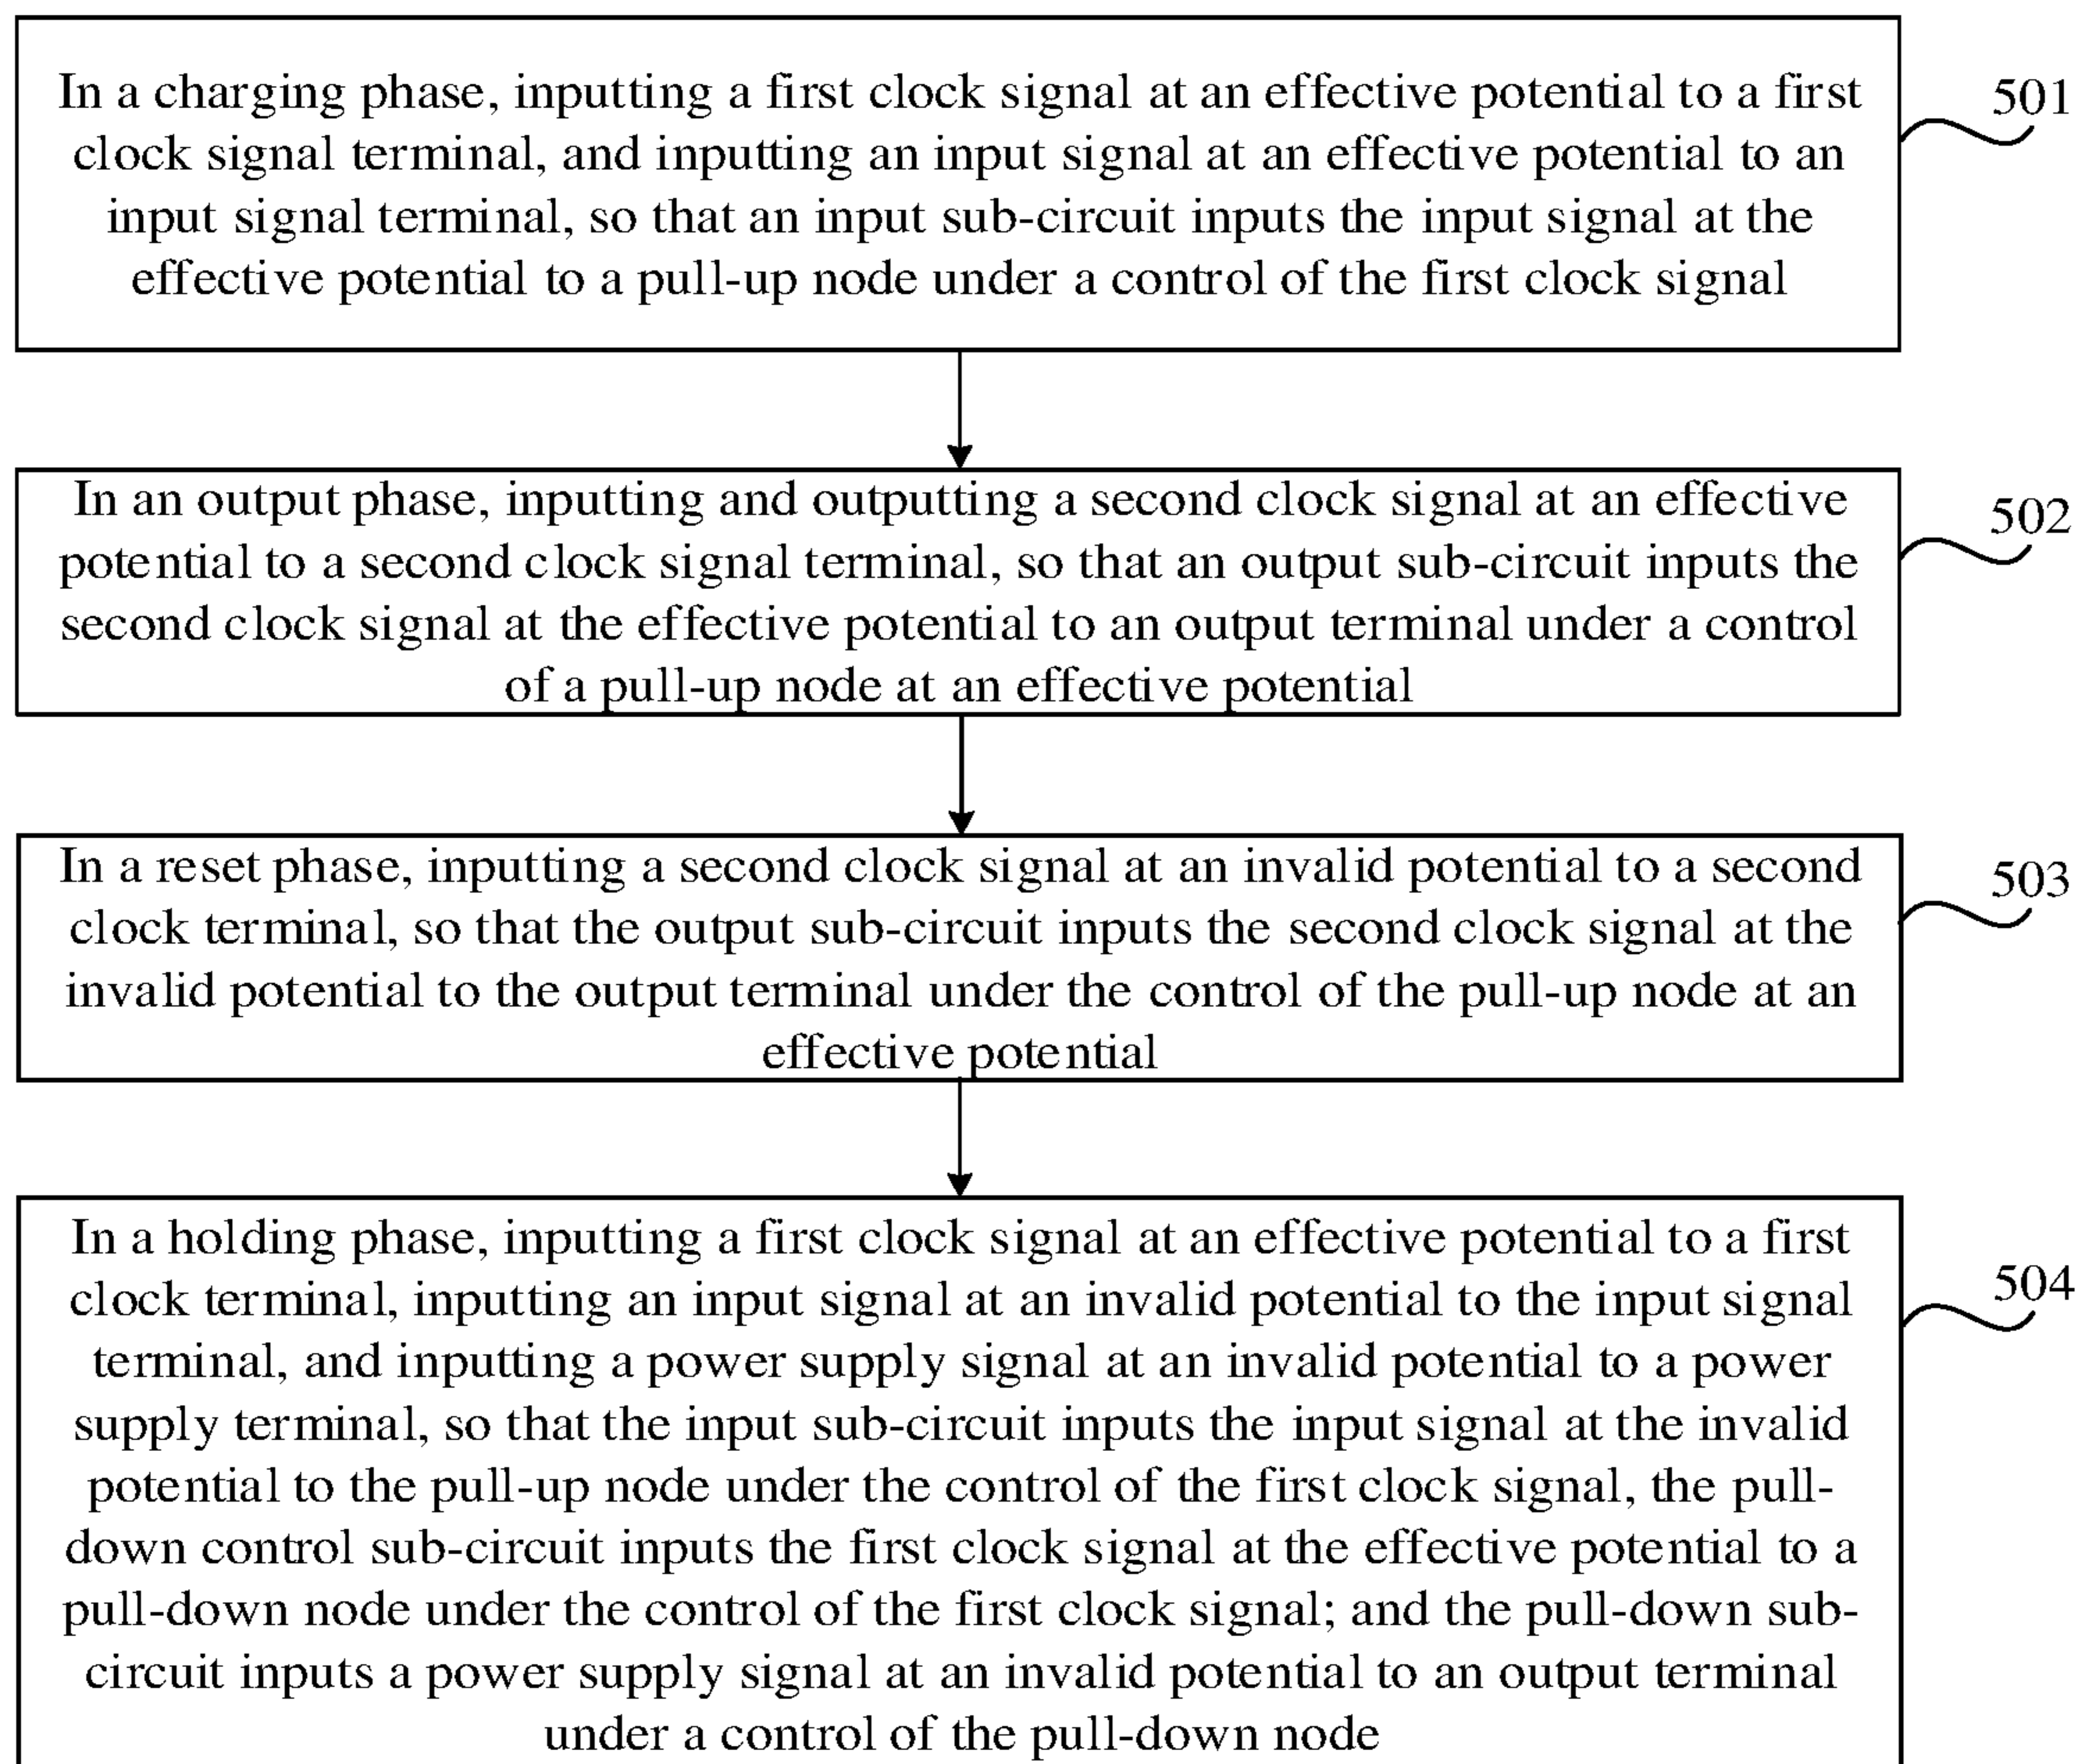 In a charging phase, inputting a first clock signal at an effective potential to a first
clock signal terminal, and inputting an input signal at an effective potential to an
input signal terminal, so that an input sub-circuit inputs the input signal at the
effective potential to a pull-up node under a control of the first clock signal
501
In an output phase, inputting and outputting a second clock signal at an effective
potential to a second clock signal terminal, so that an output sub-circuit inputs the
second clock signal at the effective potential to an output terminal under a control
of a pull-up node at an effective potential
502
In a reset phase, inputting a second clock signal at an invalid potential to a second
clock terminal, so that the output sub-circuit inputs the second clock signal at the
invalid potential to the output terminal under the control of the pull-up node at an
effective potential
503
In a holding phase, inputting a first clock signal at an effective potential to a first
clock terminal, inputting an input signal at an invalid potential to the input signal
terminal, and inputting a power supply signal at an invalid potential to a power
supply terminal, so that the input sub-circuit inputs the input signal at the invalid
potential to the pull-up node under the control of the first clock signal, the pull-
down control sub-circuit inputs the first clock signal at the effective potential to a
pull-down node under the control of the first clock signal; and the pull-down sub-
circuit inputs a power supply signal at an invalid potential to an output terminal
under a control of the pull-down node
504